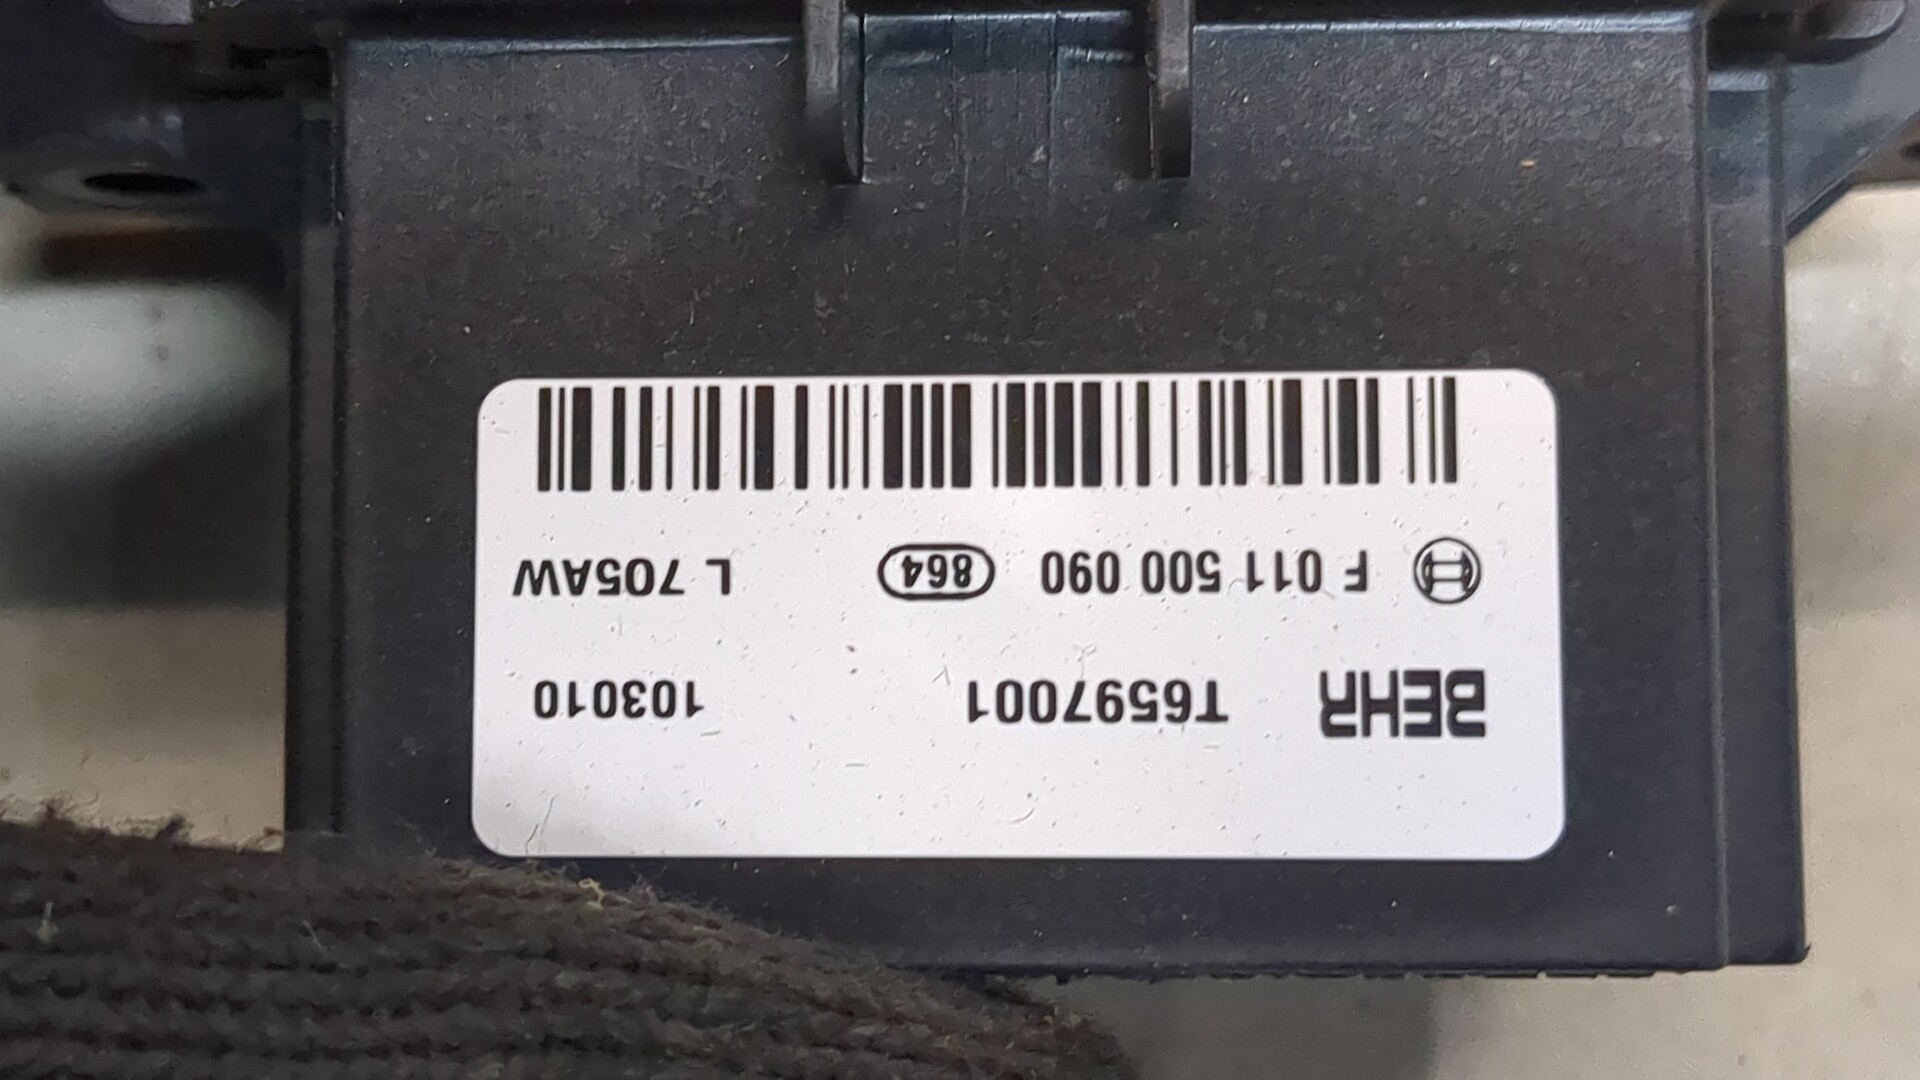 BEHR T6597001 103010
F 011 500 090 864 L 705AW